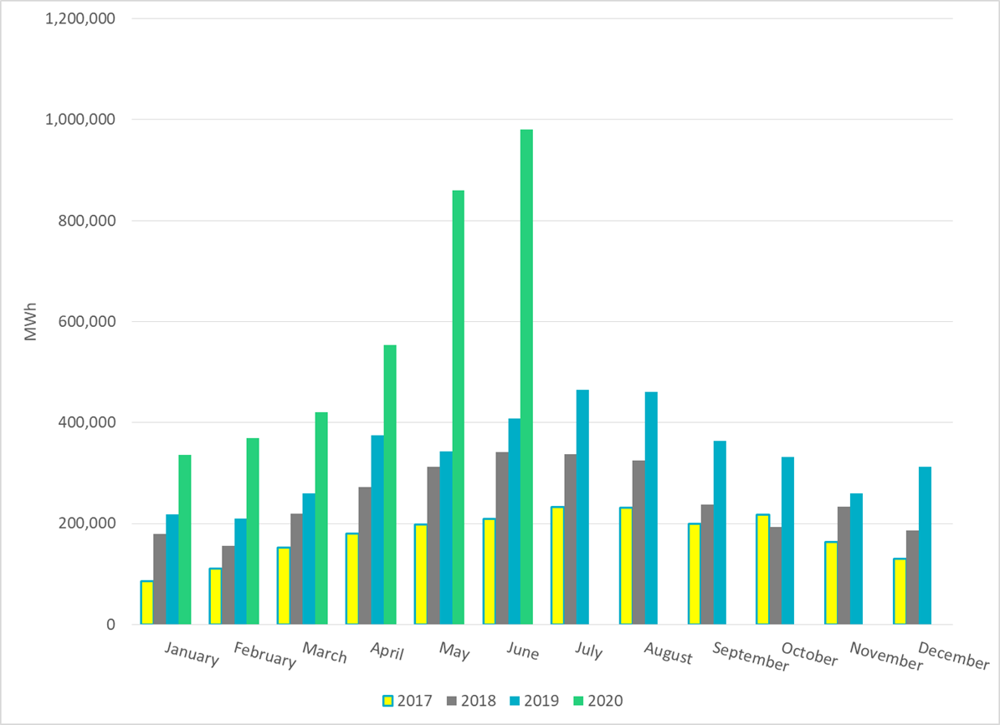 1,200,000
1,000,000
800,000
600,000
400,000
200,000
0
MWh
January February March April May June July August September October November December
2017 2018 2019 2020